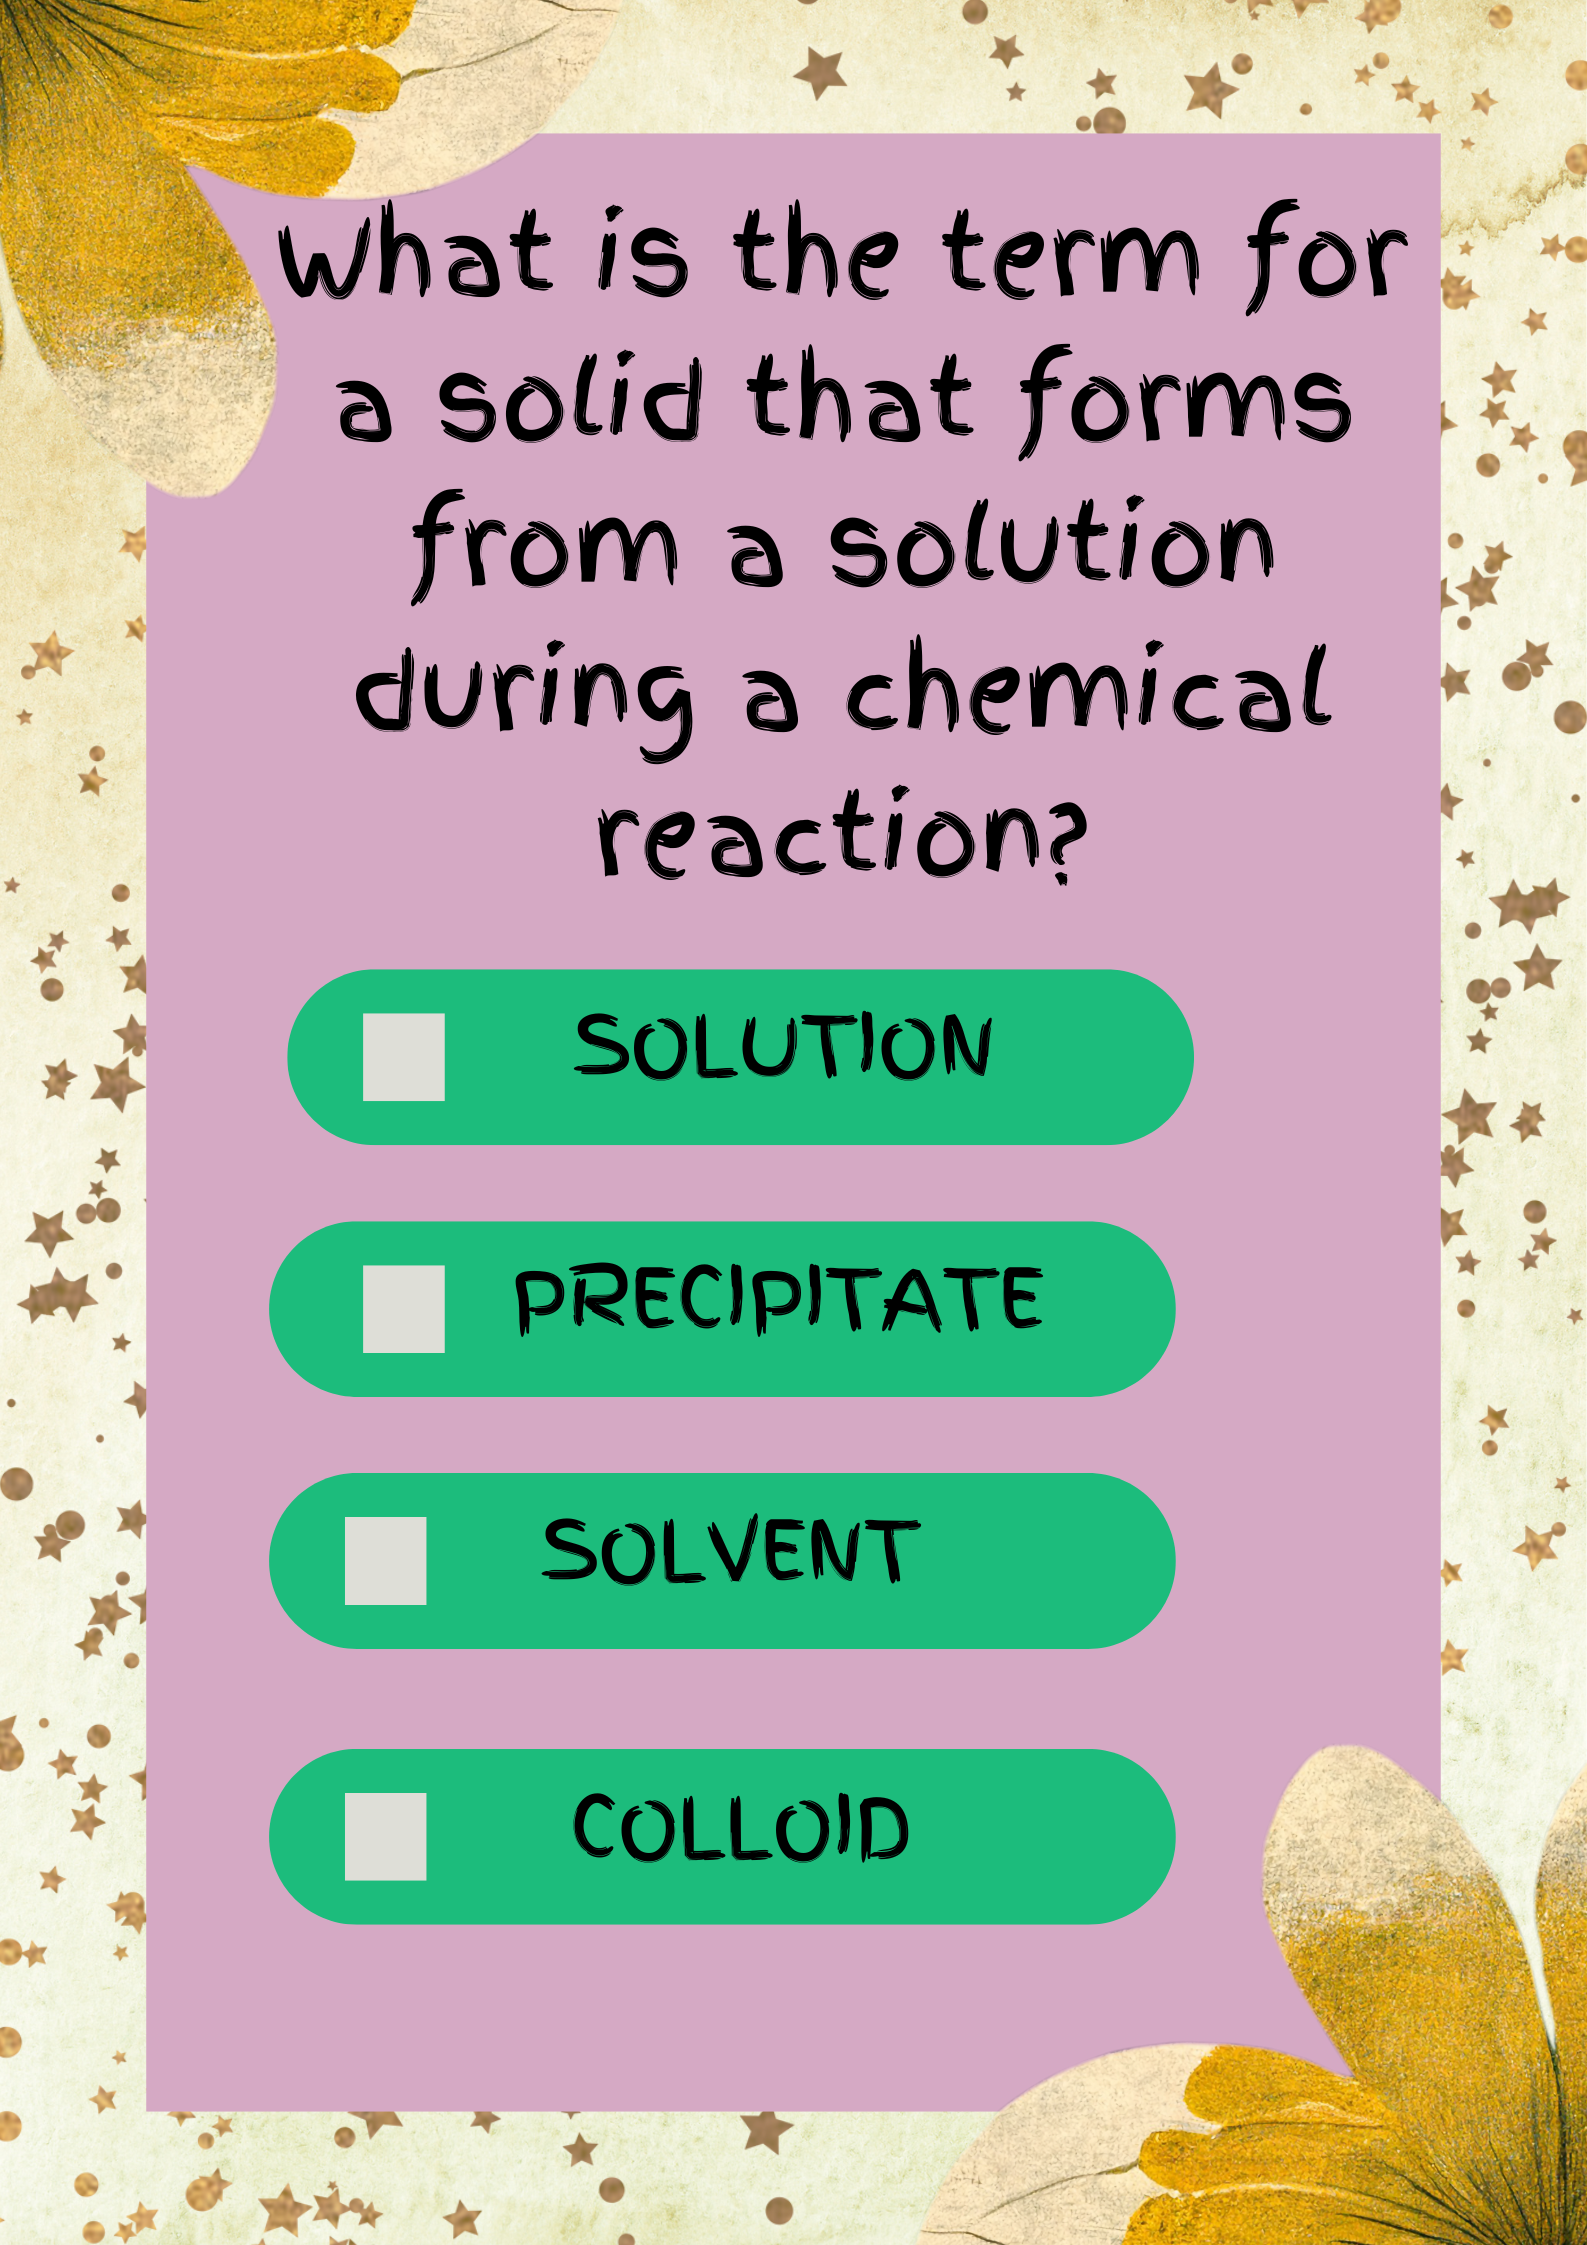 What is the term for
a solid that forms
from a solution
during a chemical
reaction?
SOLUTION
PRECIPITATE
SOLVENT
COLLOID